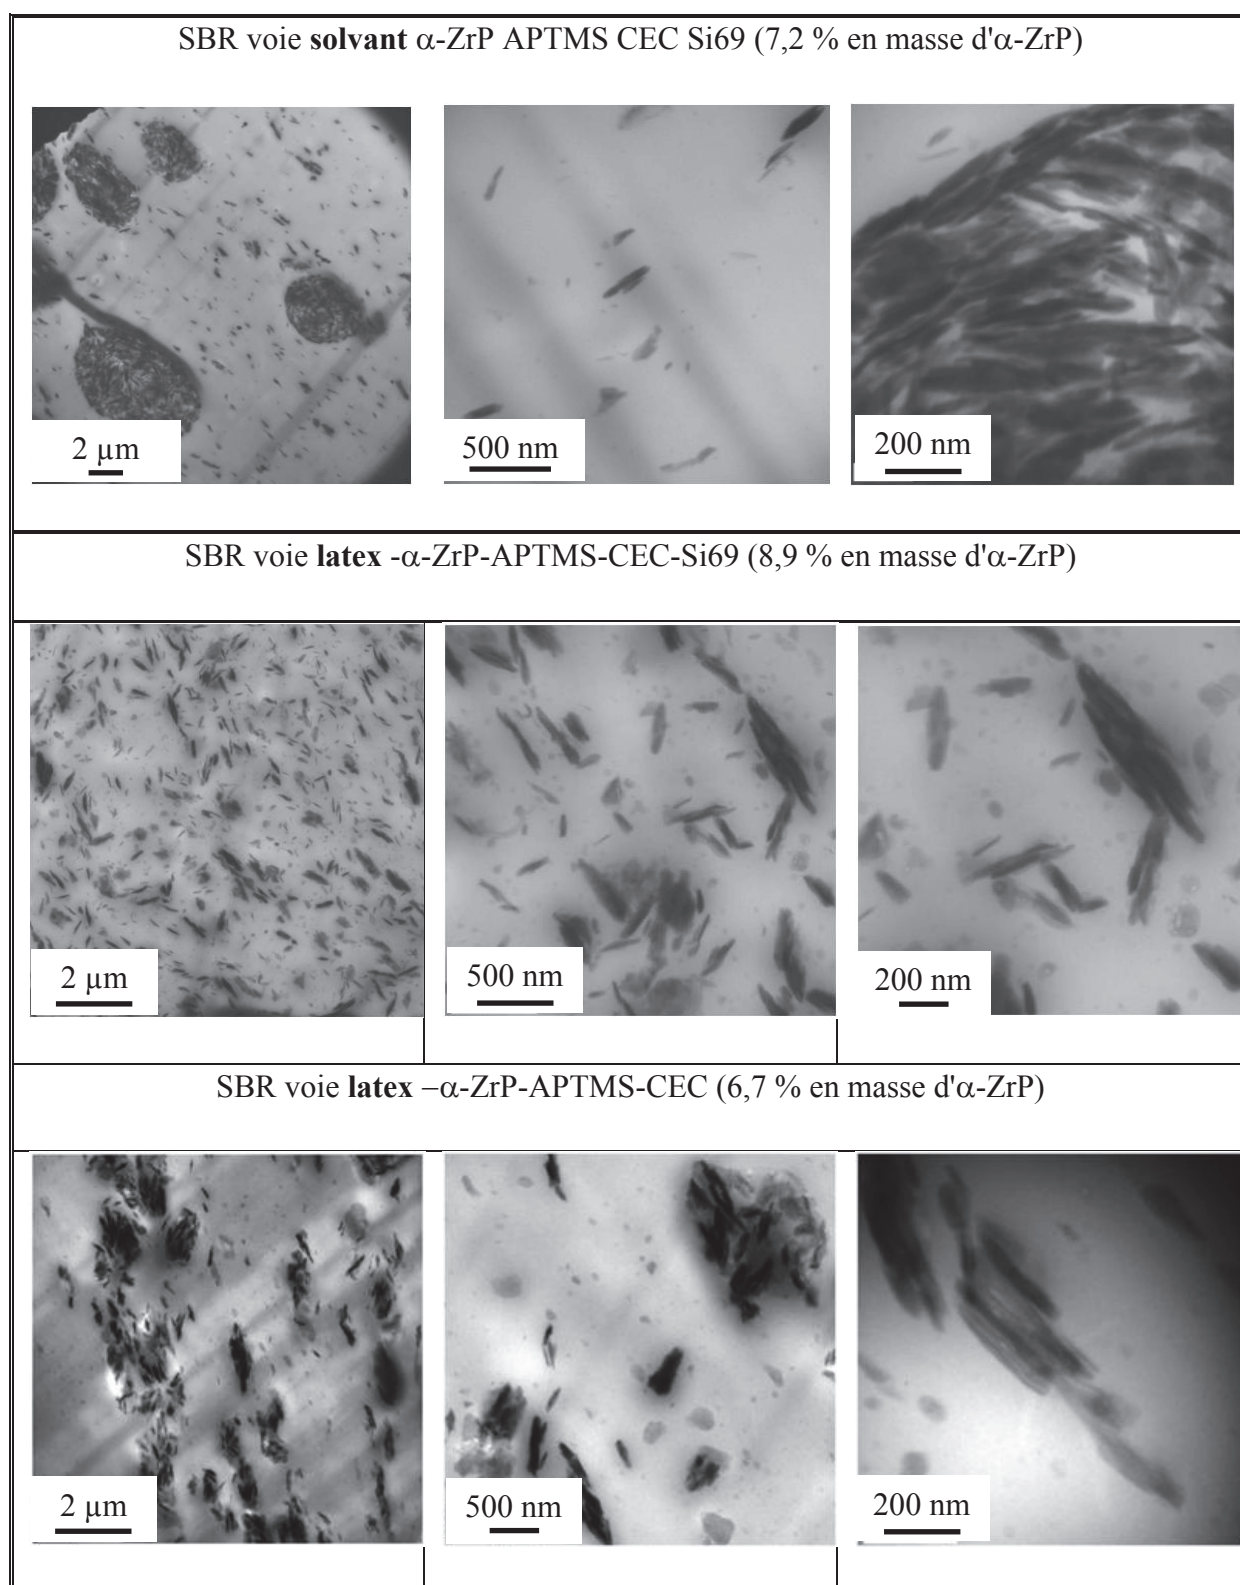 SBR voie solvant α-ZrP APTMS CEC Si69 (7,2 % en masse d'α-ZrP)
2 µm
500 nm
200 nm
SBR voie latex -α-ZrP-APTMS-CEC-Si69 (8,9 % en masse d'α-ZrP)
2 µm
500 nm
200 nm
SBR voie latex –α-ZrP-APTMS-CEC (6,7 % en masse d'α-ZrP)
2 µm
500 nm
200 nm